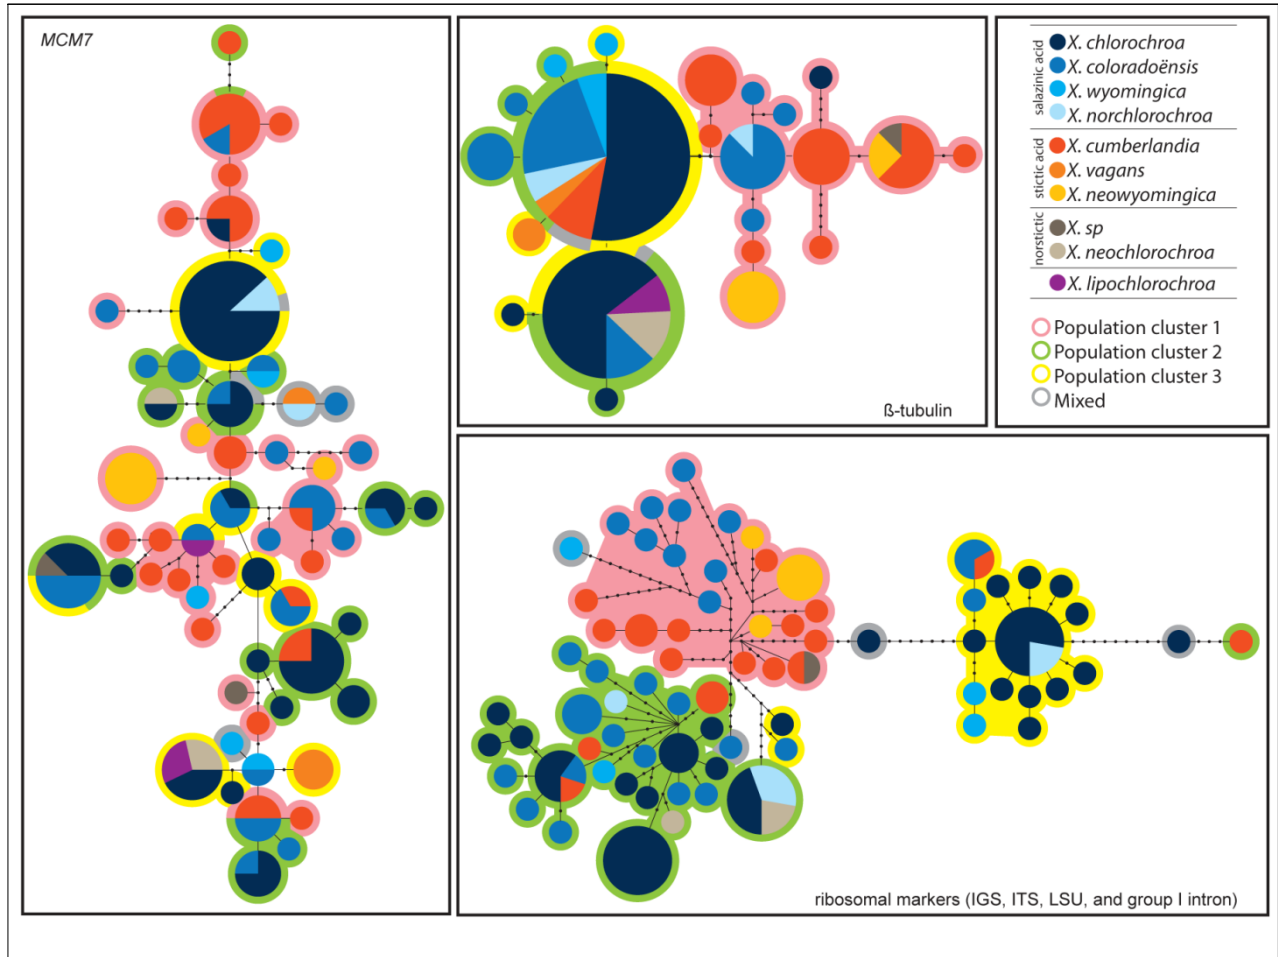 MCM7
ß-tubulin
salazinic acid
X. chlorochroa
X. coloradoënsis
X. wyomingica
X. norchlorochroa
stictic acid
X. cumberlandia
X. vagans
X. neowyomingica
norstictic
X. sp
X. neochlorochroa
X. lipochlorochroa
Population cluster 1
Population cluster 2
Population cluster 3
Mixed
ribosomal markers (IGS, ITS, LSU, and group I intron)